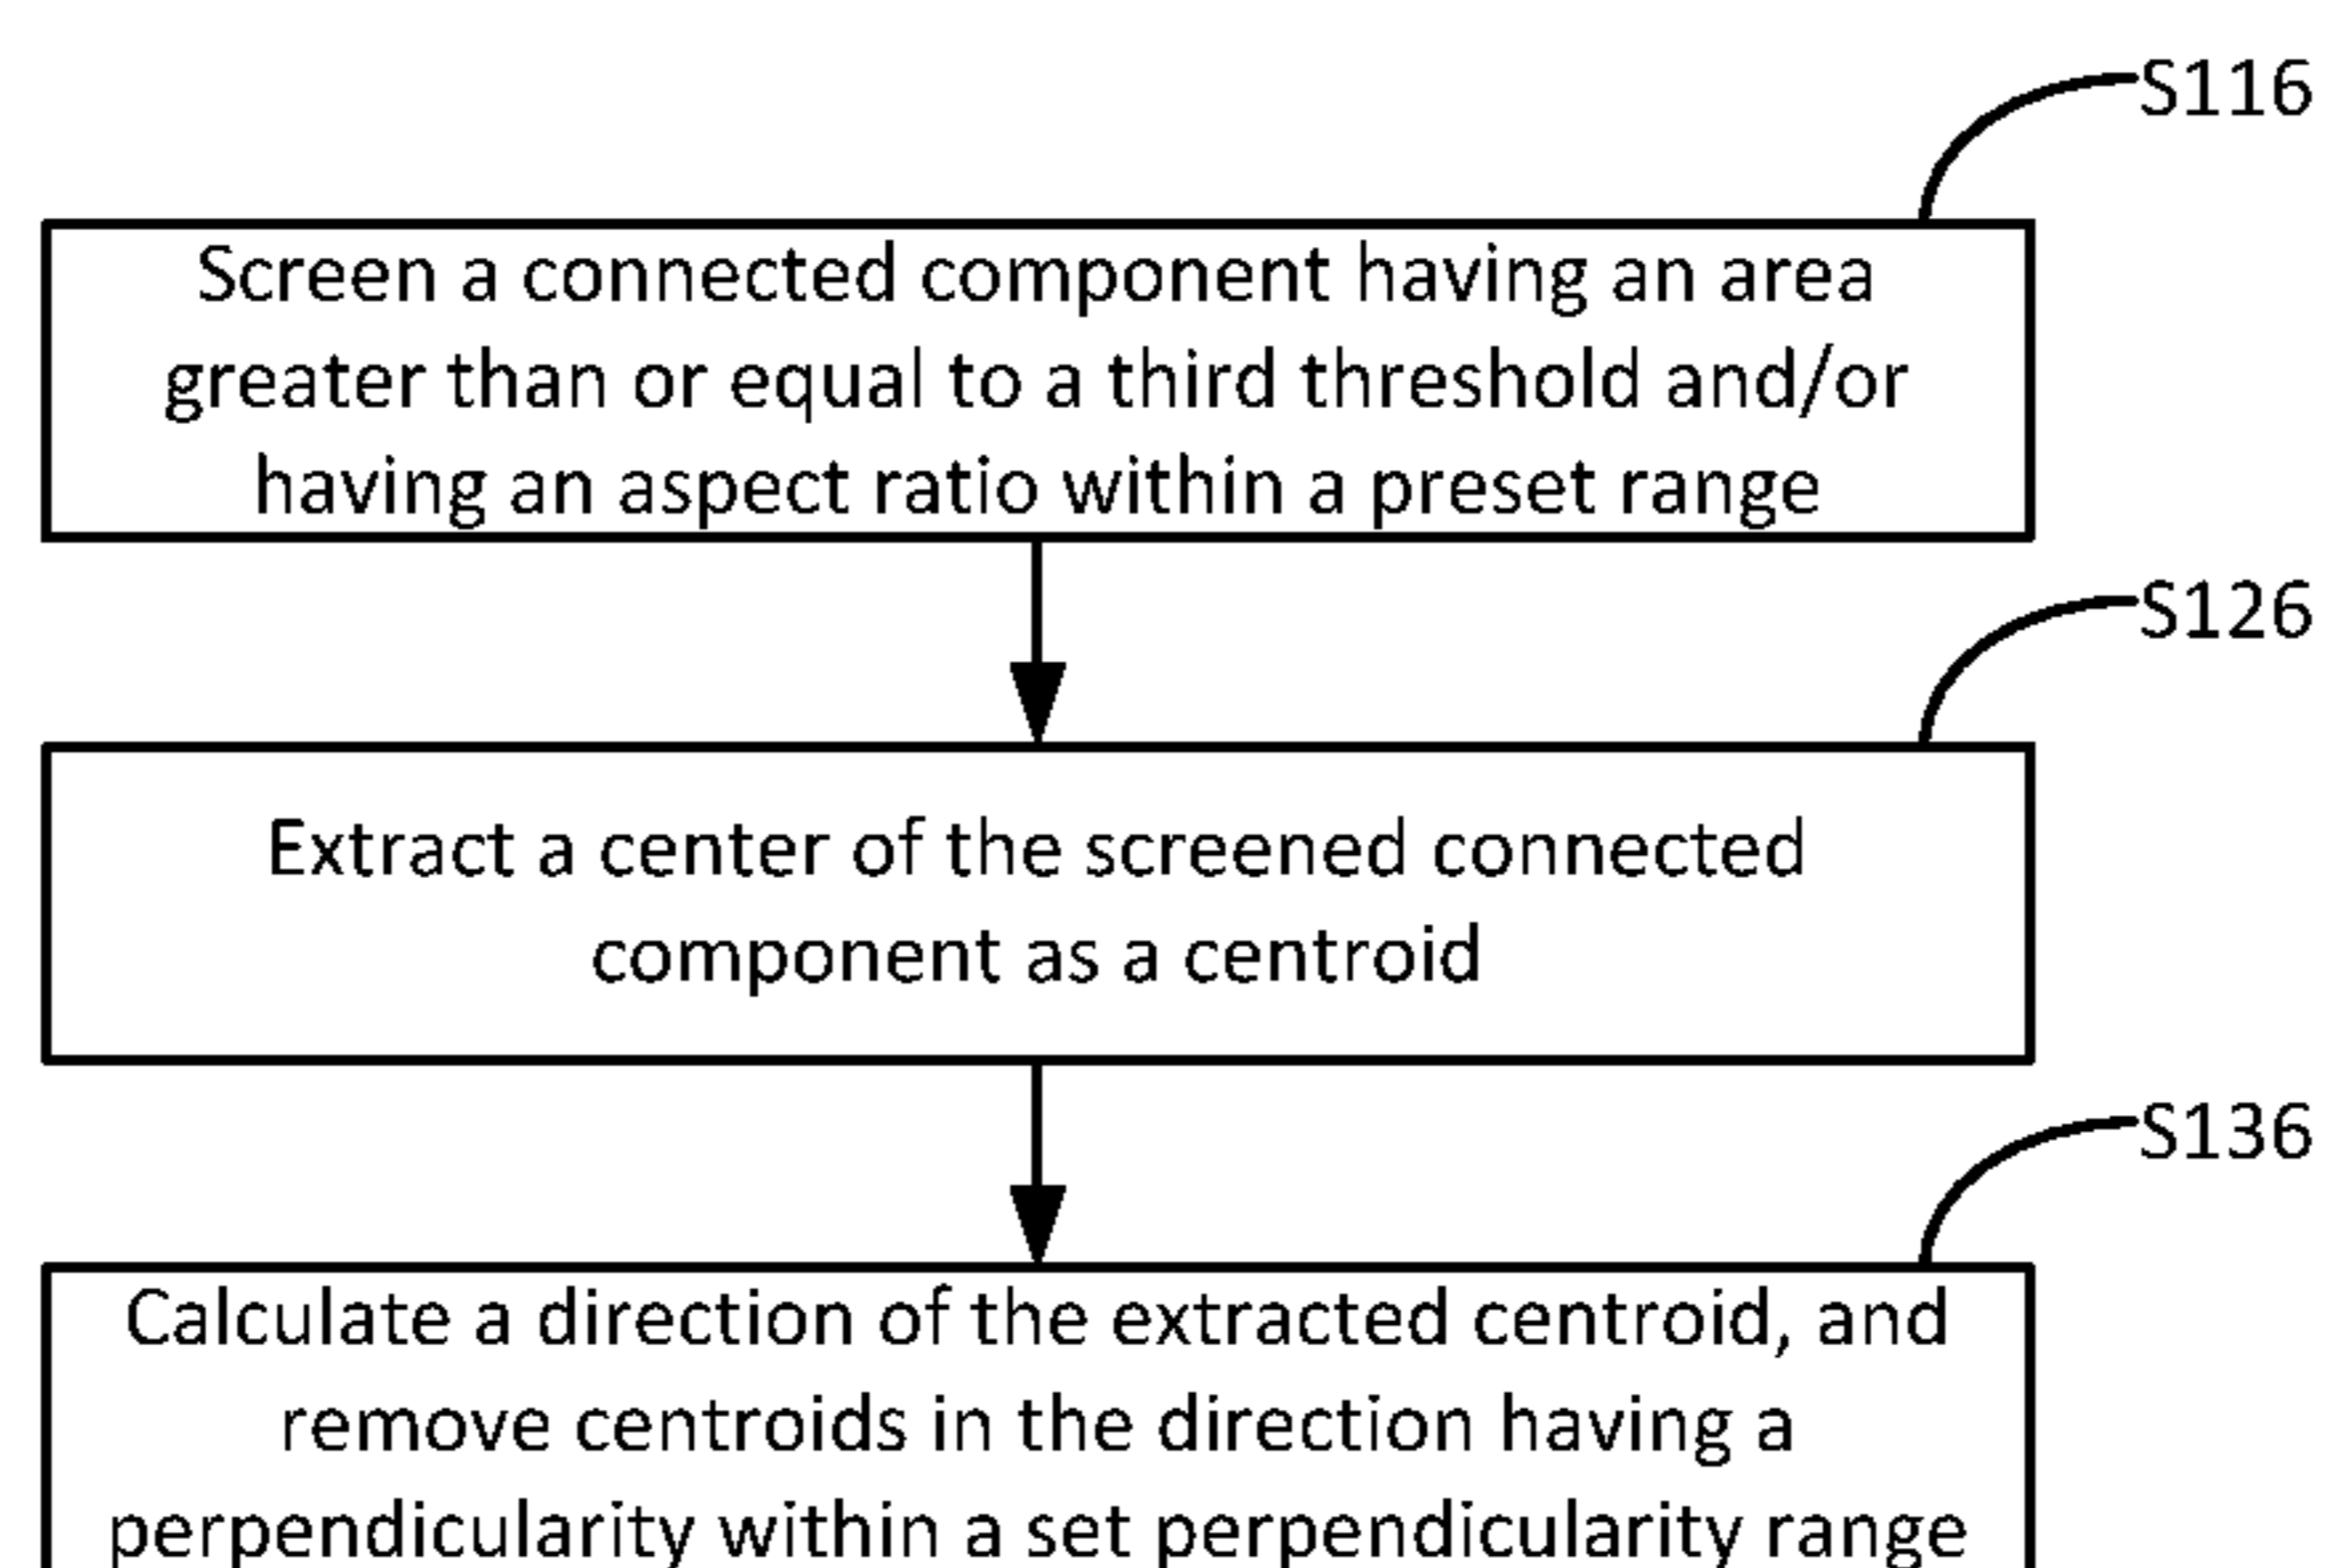 S116
Screen a connected component having an area
greater than or equal to a third threshold and/or
having an aspect ratio within a preset range
S126
Extract a center of the screened connected
component as a centroid
S136
Calculate a direction of the extracted centroid, and
remove centroids in the direction having a
perpendicularity within a set perpendicularity range